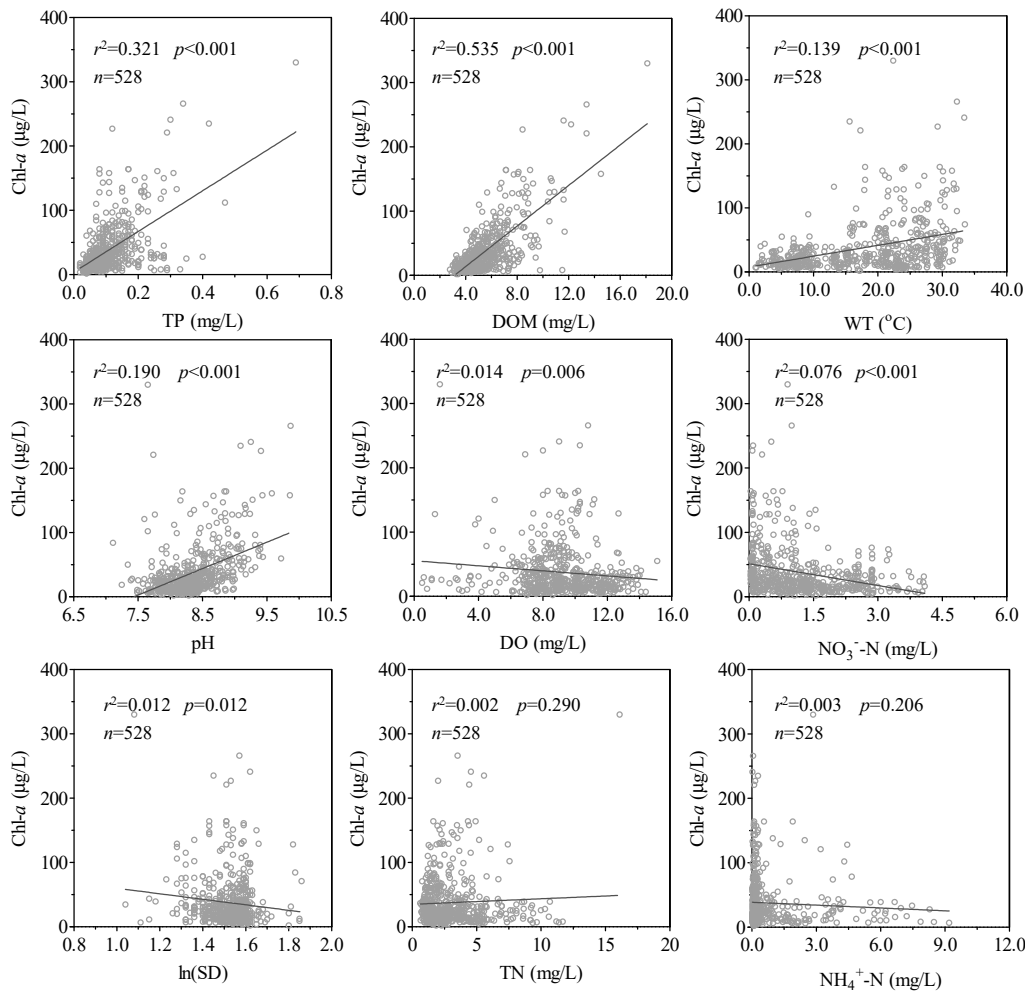 400
300
200
100
0
Chl-a (μg/L)
r²=0.321 p<0.001
n=528
0.0 0.2 0.4 0.6 0.8
TP (mg/L)
400
300
200
100
0
Chl-a (μg/L)
r²=0.535 p<0.001
n=528
0.0 4.0 8.0 12.0 16.0 20.0
DOM (mg/L)
400
300
200
100
0
Chl-a (μg/L)
r²=0.139 p<0.001
n=528
0.0 10.0 20.0 30.0 40.0
WT (°C)
400
300
200
100
0
Chl-a (μg/L)
r²=0.190 p<0.001
n=528
6.5 7.5 8.5 9.5 10.5
pH
400
300
200
100
0
Chl-a (μg/L)
r²=0.014 p=0.006
n=528
0.0 4.0 8.0 12.0 16.0
DO (mg/L)
400
300
200
100
0
Chl-a (μg/L)
r²=0.076 p<0.001
n=528
0.0 1.5 3.0 4.5 6.0
NO₃⁻-N (mg/L)
400
300
200
100
0
Chl-a (μg/L)
r²=0.012 p=0.012
n=528
0.8 1.0 1.2 1.4 1.6 1.8 2.0
ln(SD)
400
300
200
100
0
Chl-a (μg/L)
r²=0.002 p=0.290
n=528
0 5 10 15 20
TN (mg/L)
400
300
200
100
0
Chl-a (μg/L)
r²=0.003 p=0.206
n=528
0.0 3.0 6.0 9.0 12.0
NH₄⁺-N (mg/L)